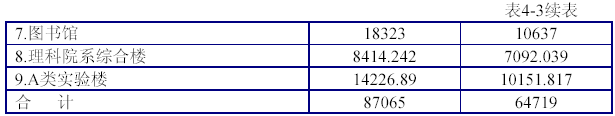 表4-3续表
7.图书馆 18323 10637
8.理科院系综合楼 8414.242 7092.039
9.A类实验楼 14226.89 10151.817
合 计 87065 64719